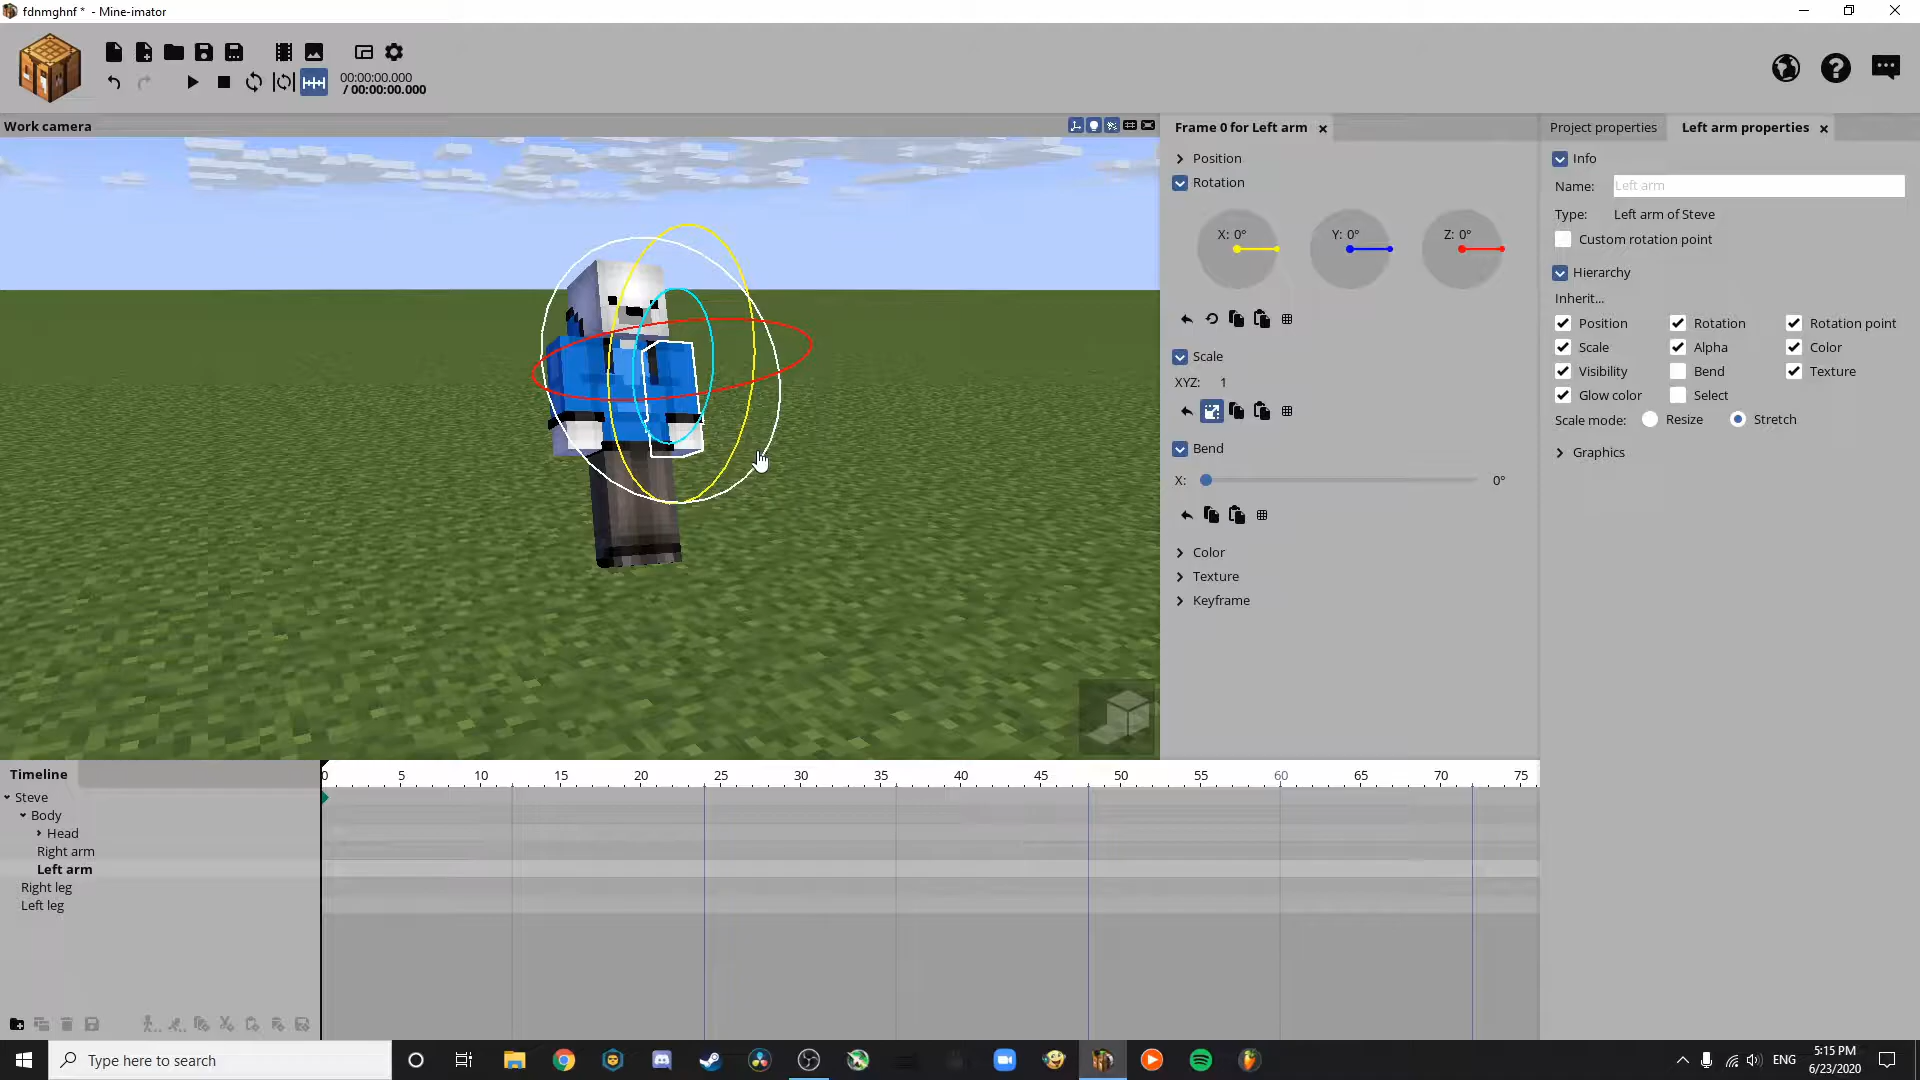 fdnmghnf * - Mine-imator
00:00:00.000
/ 00:00:00.000
Work camera
Frame 0 for Left arm
Position
Rotation
X: 0° Y: 0° Z: 0°
Scale
XYZ: 1
Bend
X: 0°
Color
Texture
Keyframe
Project properties Left arm properties
Info
Name: Left arm
Type: Left arm of Steve
Custom rotation point
Hierarchy
Inherit...
Position Rotation Rotation point
Scale Alpha Color
Visibility Bend Texture
Glow color Select
Scale mode: Resize Stretch
Graphics
Timeline
0 5 10 15 20 25 30 35 40 45 50 55 60 65 70 75
Steve
Body
Head
Right arm
Left arm
Right leg
Left leg
Type here to search
ENG
5:15 PM
6/23/2020